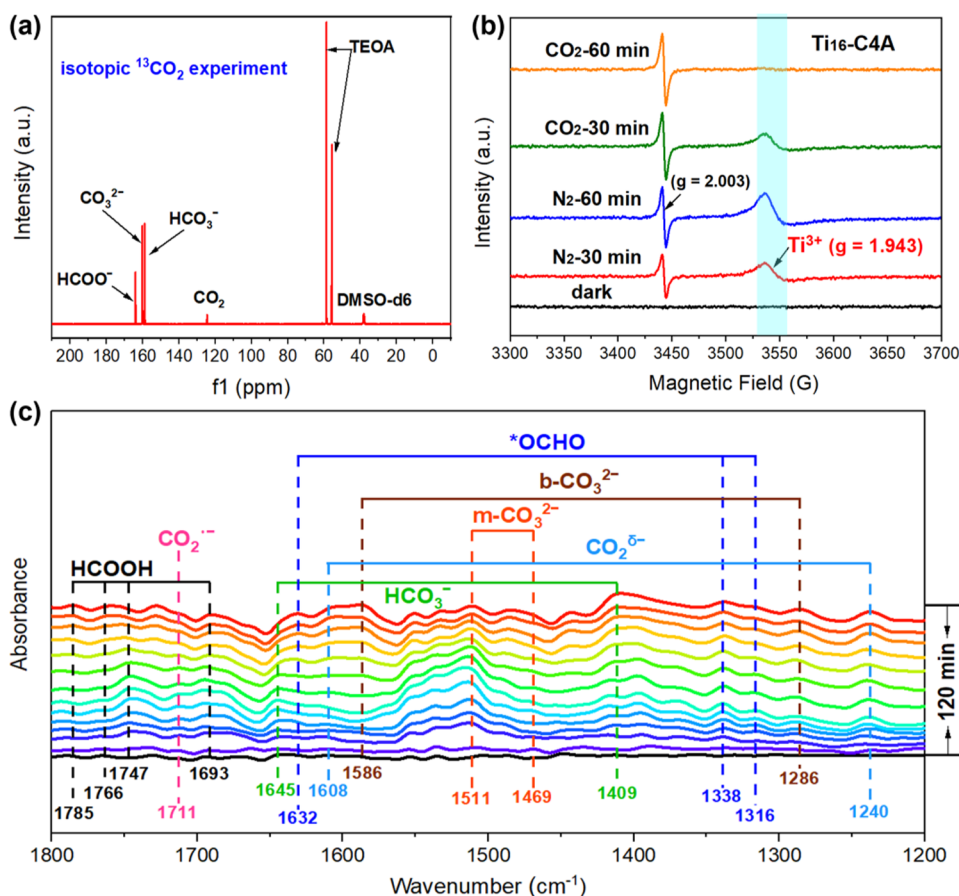 (a)
isotopic ¹³CO₂ experiment
TEOA
CO₃²⁻
HCO₃⁻
HCOO⁻
CO₂
DMSO-d6
Intensity (a.u.)
210 180 160 140 120 100 80 60 40 20 0
f1 (ppm)
(b)
CO₂-60 min
Ti₁₆-C4A
CO₂-30 min
N₂-60 min
(g = 2.003)
Ti³⁺ (g = 1.943)
N₂-30 min
dark
Intensity (a.u.)
3300 3350 3400 3450 3500 3550 3600 3650 3700
Magnetic Field (G)
(c)
*OCHO
b-CO₃²⁻
m-CO₃²⁻
CO₂·⁻
CO₂ᵟ⁻
HCOOH
HCO₃⁻
Absorbance
120 min
1747 1693 1586 1286
1766 1645 1608 1511 1469 1409 1338
1785 1711 1632 1316 1240
1800 1700 1600 1500 1400 1300 1200
Wavenumber (cm⁻¹)